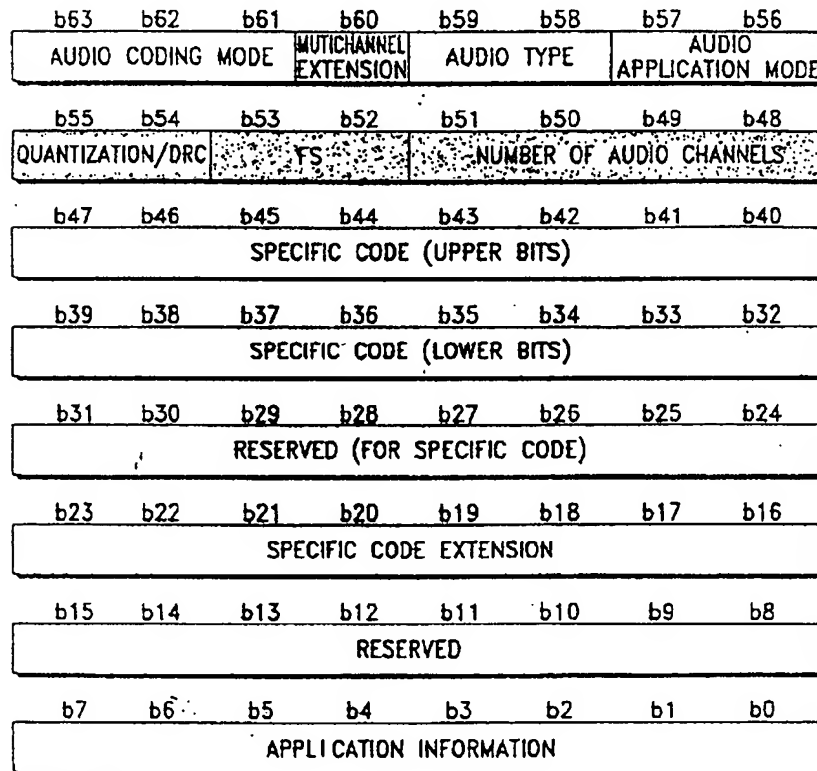 b63 b62 b61 b60 b59 b58 b57 b56
AUDIO CODING MODE MUTICHANNEL EXTENSION AUDIO TYPE AUDIO APPLICATION MODE
b55 b54 b53 b52 b51 b50 b49 b48
QUANTIZATION/DRC FS NUMBER OF AUDIO CHANNELS
b47 b46 b45 b44 b43 b42 b41 b40
SPECIFIC CODE (UPPER BITS)
b39 b38 b37 b36 b35 b34 b33 b32
SPECIFIC CODE (LOWER BITS)
b31 b30 b29 b28 b27 b26 b25 b24
RESERVED (FOR SPECIFIC CODE)
b23 b22 b21 b20 b19 b18 b17 b16
SPECIFIC CODE EXTENSION
b15 b14 b13 b12 b11 b10 b9 b8
RESERVED
b7 b6 b5 b4 b3 b2 b1 b0
APPLICATION INFORMATION